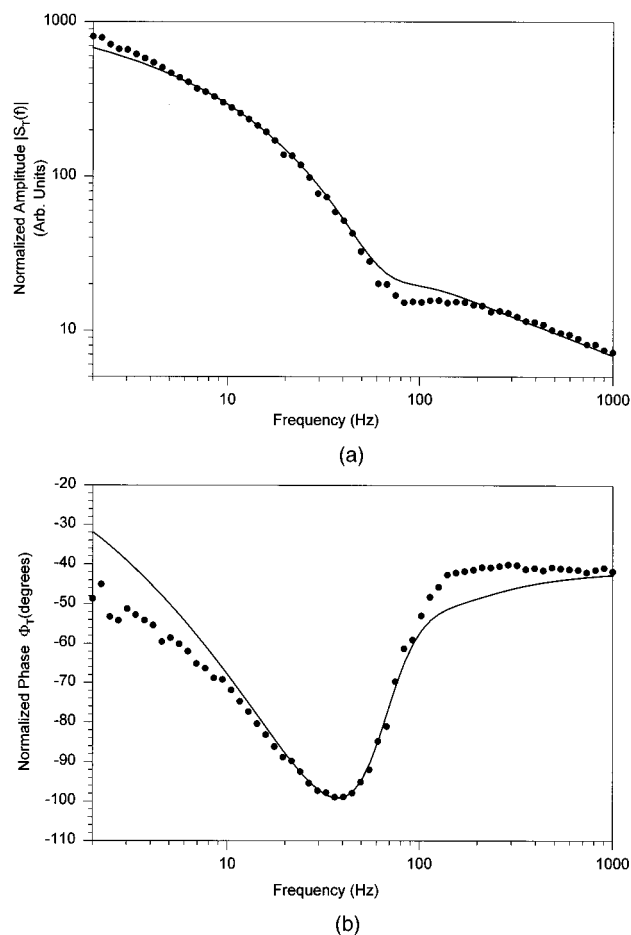 1000
100
10
Normalized Amplitude |S_T(f)|
(Arb. Units)
10
100
1000
Frequency (Hz)
(a)
-20
-30
-40
-50
-60
-70
-80
-90
-100
-110
Normalized Phase Φ_T(degrees)
10
100
1000
Frequency (Hz)
(b)